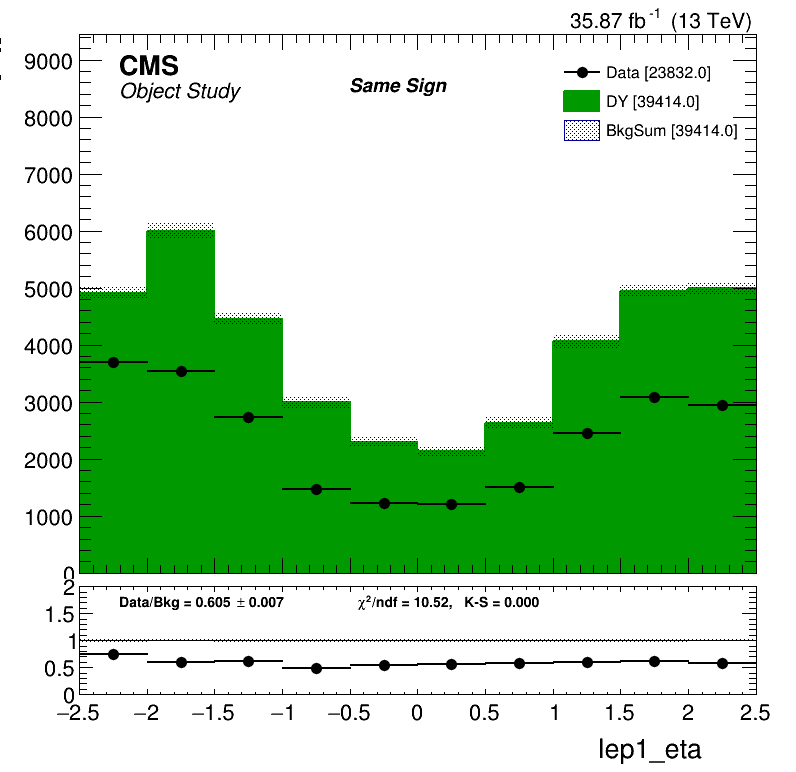 35.87 fb⁻¹ (13 TeV)
CMS
Object Study
Same Sign
Data [23832.0]
DY [39414.0]
BkgSum [39414.0]
9000
8000
7000
6000
5000
4000
3000
2000
1000
0
Data/Bkg = 0.605 ± 0.007
χ²/ndf = 10.52, K-S = 0.000
2
1.5
1
0.5
0
−2.5 −2 −1.5 −1 −0.5 0 0.5 1 1.5 2 2.5
lep1_eta